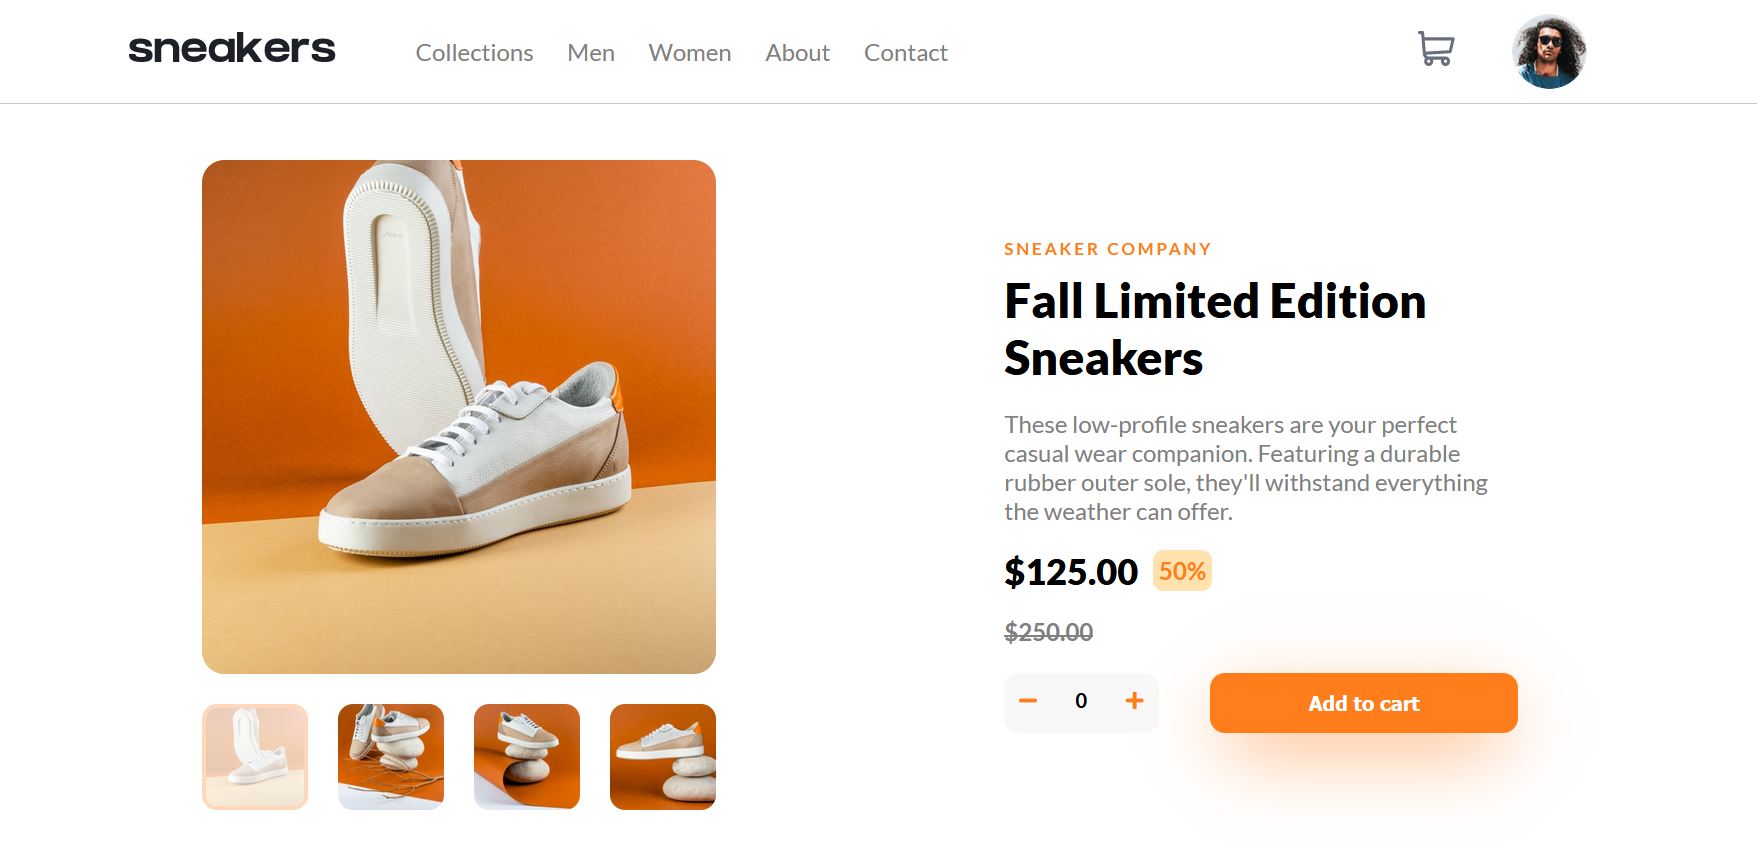 sneakers
Collections Men Women About Contact
SNEAKER COMPANY
Fall Limited Edition
Sneakers
These low-profile sneakers are your perfect
casual wear companion. Featuring a durable
rubber outer sole, they'll withstand everything
the weather can offer.
$125.00 50%
$250.00
− 0 + Add to cart